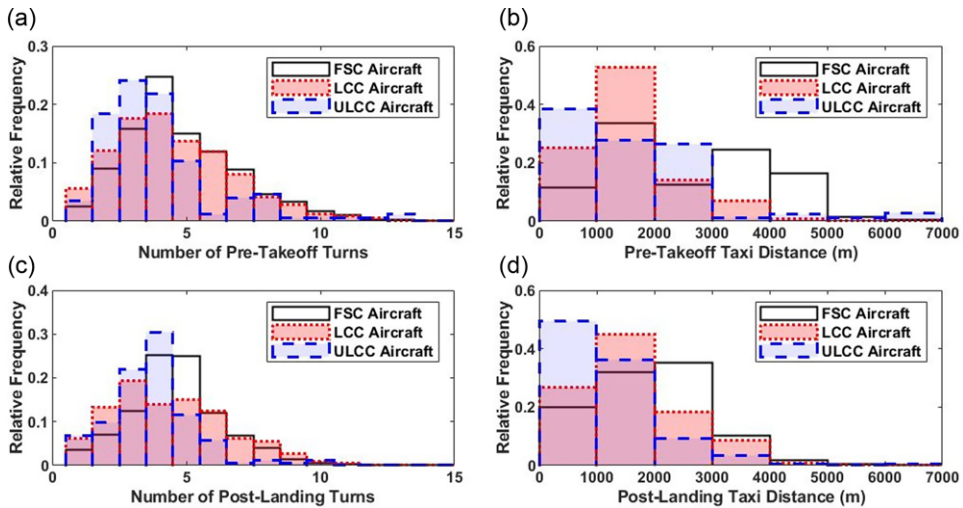 (a)
0.3
0.2
0.1
0
Relative Frequency
FSC Aircraft
LCC Aircraft
ULCC Aircraft
0 5 10 15
Number of Pre-Takeoff Turns
(b)
0.6
0.4
0.2
0
Relative Frequency
FSC Aircraft
LCC Aircraft
ULCC Aircraft
0 1000 2000 3000 4000 5000 6000 7000
Pre-Takeoff Taxi Distance (m)
(c)
0.4
0.3
0.2
0.1
0
Relative Frequency
FSC Aircraft
LCC Aircraft
ULCC Aircraft
0 5 10 15
Number of Post-Landing Turns
(d)
0.6
0.4
0.2
0
Relative Frequency
FSC Aircraft
LCC Aircraft
ULCC Aircraft
0 1000 2000 3000 4000 5000 6000 7000
Post-Landing Taxi Distance (m)